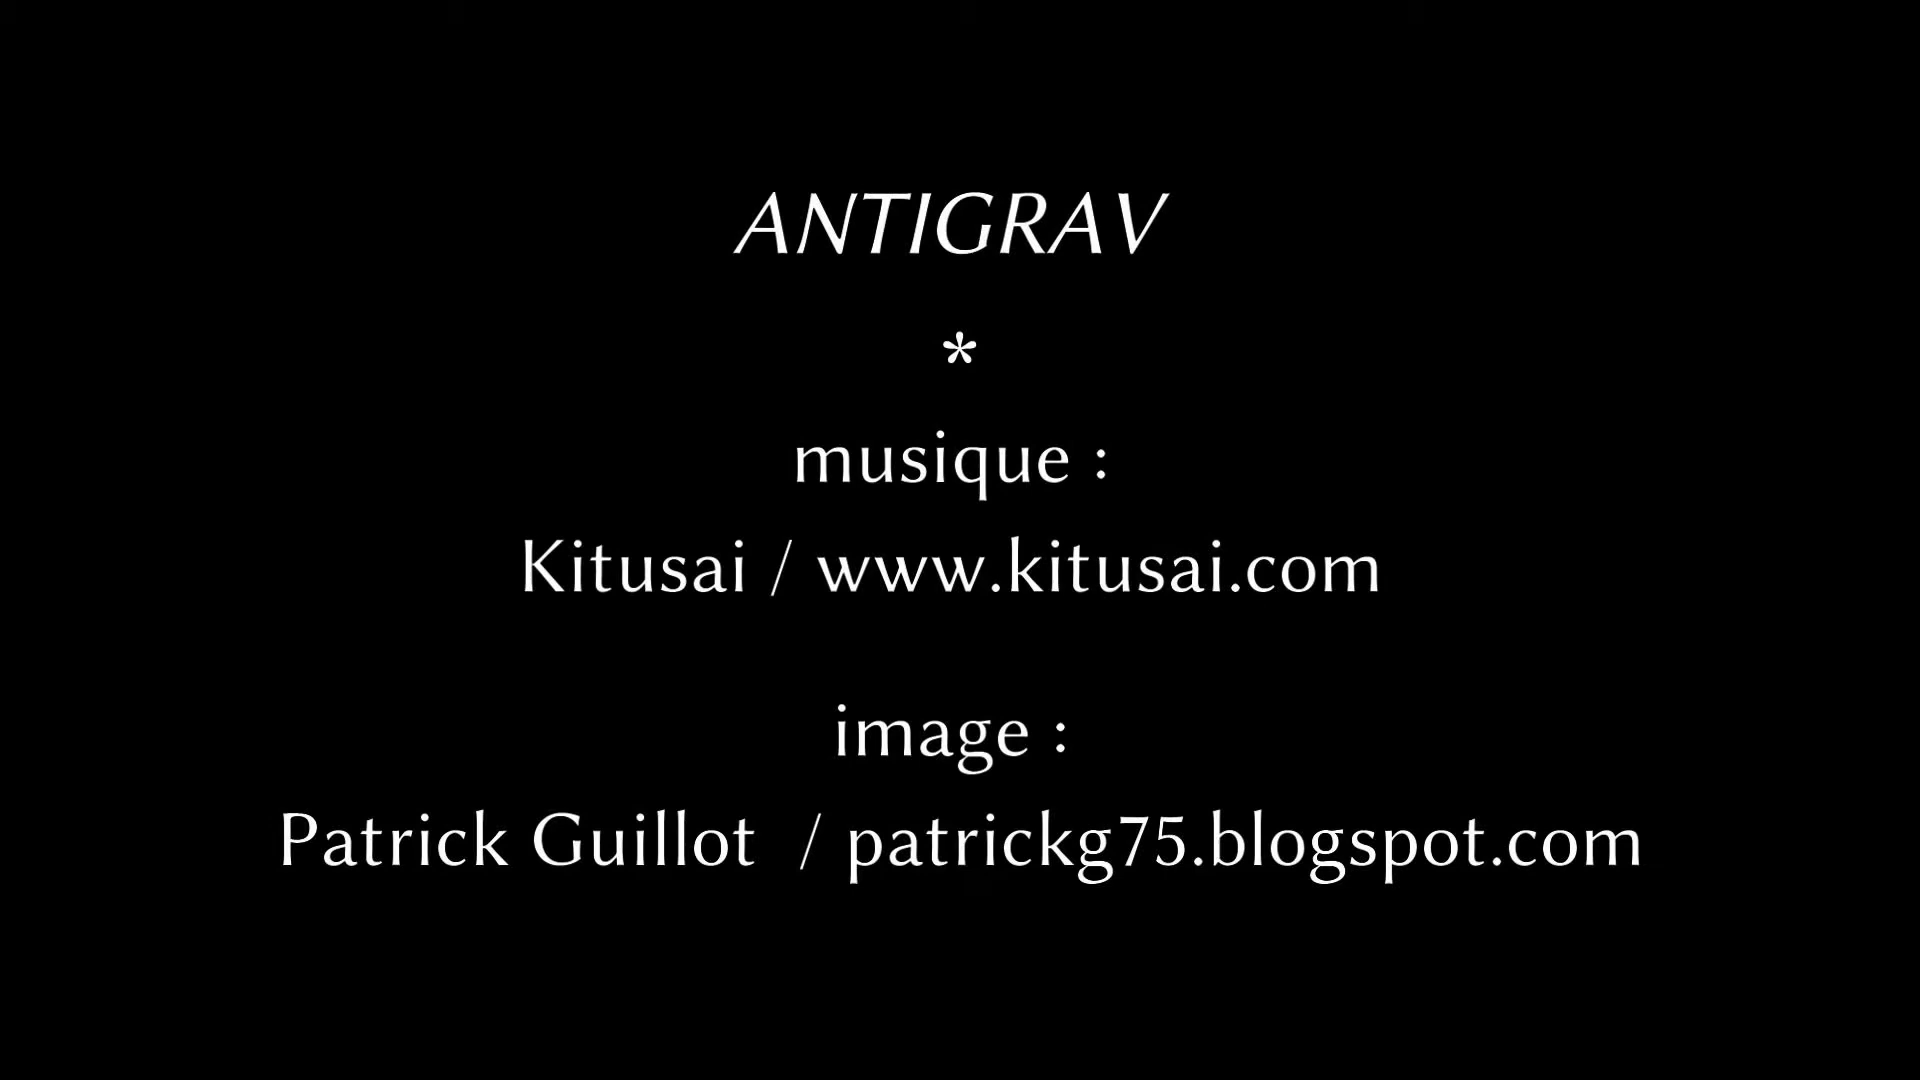 ANTIGRAV
*
musique :
Kitusai / www.kitusai.com
image :
Patrick Guillot / patrickg75.blogspot.com